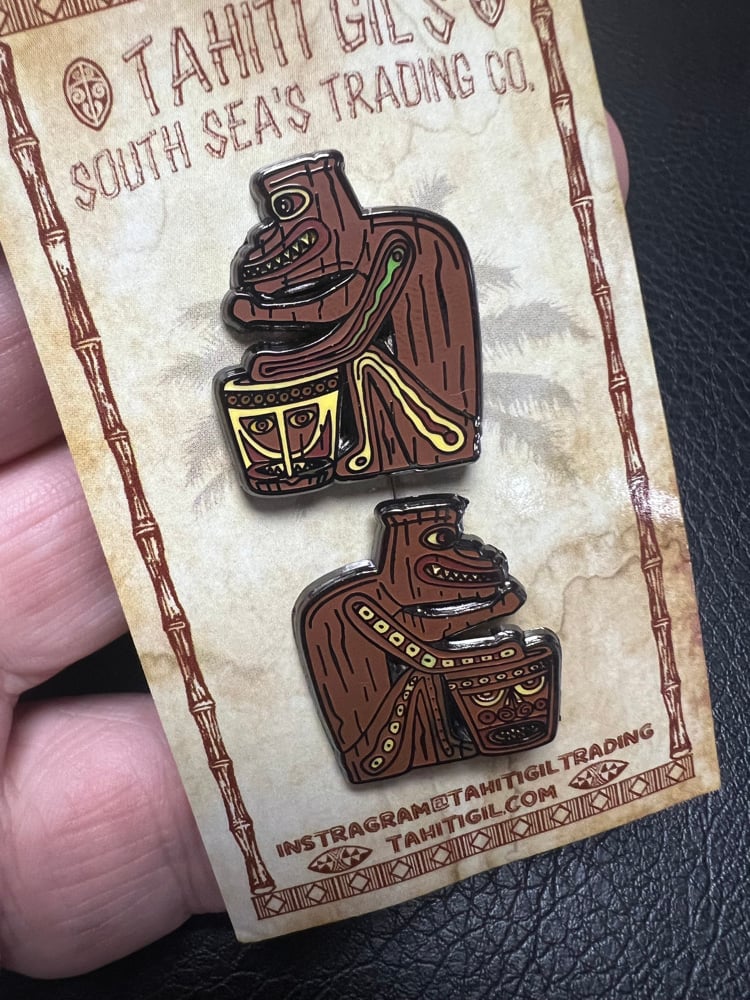 TAHITI GIL'S
SOUTH SEA'S TRADING CO.
INSTRAGRAM@TAHITIGILTRADING
TAHITIGIL.COM